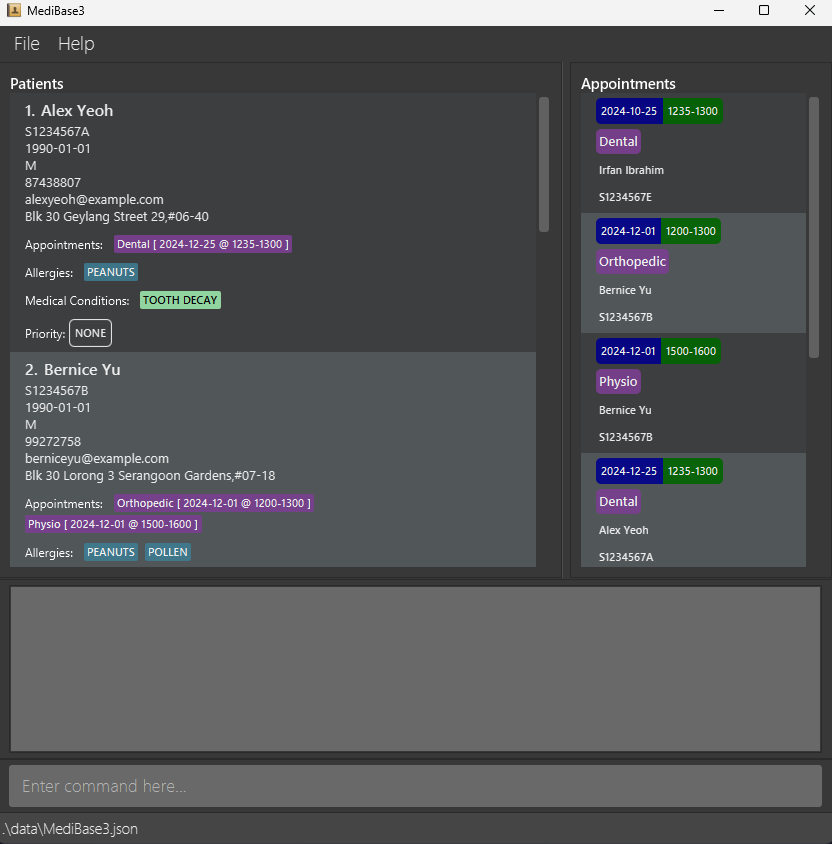 MediBase3
File Help
Patients
1. Alex Yeoh
S1234567A
1990-01-01
M
87438807
alexyeoh@example.com
Blk 30 Geylang Street 29,#06-40
Appointments: Dental [ 2024-12-25 @ 1235-1300 ]
Allergies: PEANUTS
Medical Conditions: TOOTH DECAY
Priority: NONE
2. Bernice Yu
S1234567B
1990-01-01
M
99272758
berniceyu@example.com
Blk 30 Lorong 3 Serangoon Gardens,#07-18
Appointments: Orthopedic [ 2024-12-01 @ 1200-1300 ]
Physio [ 2024-12-01 @ 1500-1600 ]
Allergies: PEANUTS POLLEN
Appointments
2024-10-25 1235-1300
Dental
Irfan Ibrahim
S1234567E
2024-12-01 1200-1300
Orthopedic
Bernice Yu
S1234567B
2024-12-01 1500-1600
Physio
Bernice Yu
S1234567B
2024-12-25 1235-1300
Dental
Alex Yeoh
S1234567A
Enter command here...
.\data\MediBase3.json